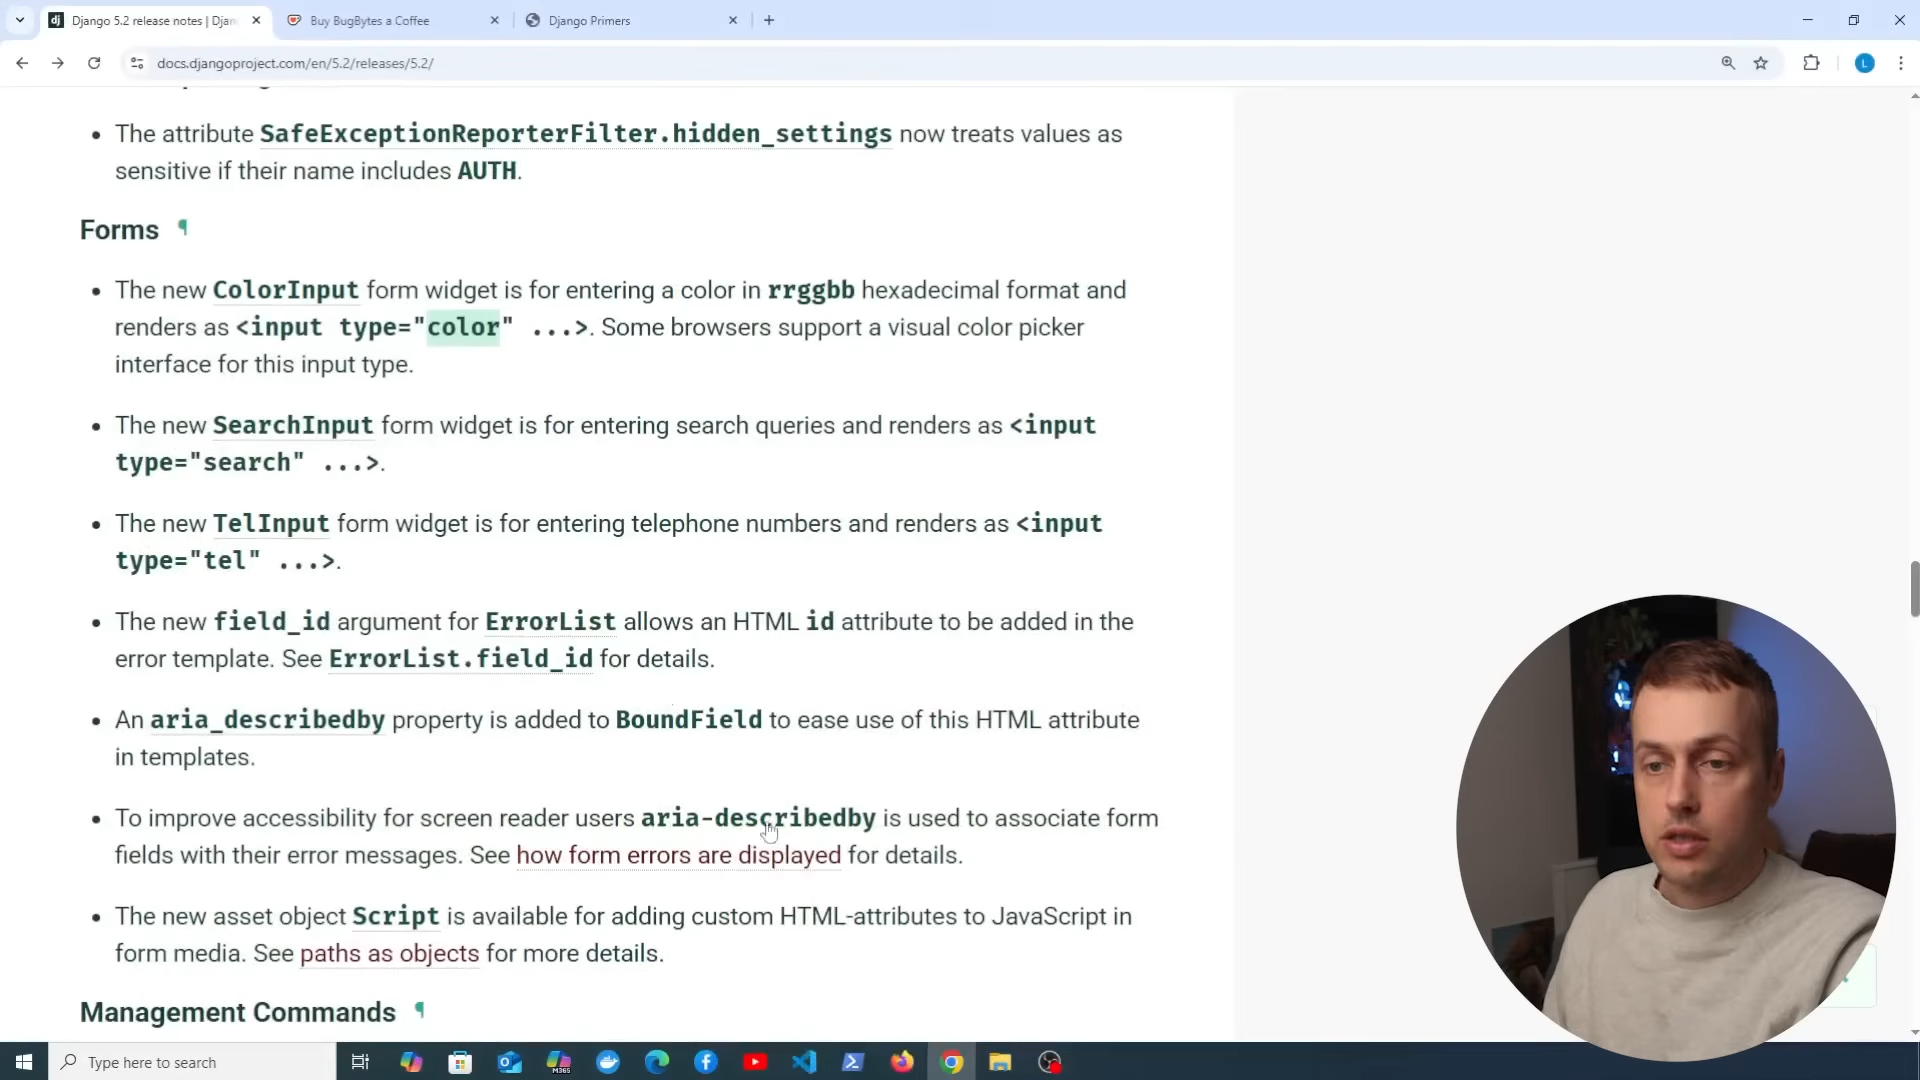 Django 5.2 release notes | Djan
Buy BugBytes a Coffee
Django Primers
docs.djangoproject.com/en/5.2/releases/5.2/
L
• The attribute SafeExceptionReporterFilter.hidden_settings now treats values as
sensitive if their name includes AUTH.
Forms ¶
• The new ColorInput form widget is for entering a color in rrggbb hexadecimal format and
renders as <input type="color" ...>. Some browsers support a visual color picker
interface for this input type.
• The new SearchInput form widget is for entering search queries and renders as <input
type="search" ...>.
• The new TelInput form widget is for entering telephone numbers and renders as <input
type="tel" ...>.
• The new field_id argument for ErrorList allows an HTML id attribute to be added in the
error template. See ErrorList.field_id for details.
• An aria_describedby property is added to BoundField to ease use of this HTML attribute
in templates.
• To improve accessibility for screen reader users aria-describedby is used to associate form
fields with their error messages. See how form errors are displayed for details.
• The new asset object Script is available for adding custom HTML-attributes to JavaScript in
form media. See paths as objects for more details.
Management Commands ¶
Type here to search
M365